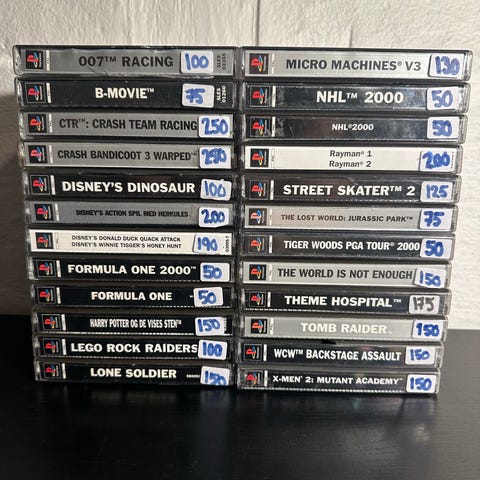 007™ RACING 100
B-MOVIE™ 75
CTR™: CRASH TEAM RACING 250
CRASH BANDICOOT 3 WARPED™ 250
DISNEY'S DINOSAUR 100
DISNEY'S ACTION SPIL MED HERKULES 200
DISNEY'S DONALD DUCK QUACK ATTACK
DISNEY'S WINNIE TIGGER'S HONEY HUNT
190
FORMULA ONE 2000™ 50
FORMULA ONE 50
HARRY POTTER OG DE VISES STEN™ 150
LEGO ROCK RAIDERS 100
LONE SOLDIER 150
MICRO MACHINES® V3 130
NHL™ 2000 50
NHL®2000 50
Rayman® 1
Rayman® 2
200
STREET SKATER™ 2 125
THE LOST WORLD: JURASSIC PARK™ 75
TIGER WOODS PGA TOUR® 2000 50
THE WORLD IS NOT ENOUGH 150
THEME HOSPITAL™ 175
TOMB RAIDER™ 150
WCW™ BACKSTAGE ASSAULT 150
X-MEN™ 2: MUTANT ACADEMY™ 150